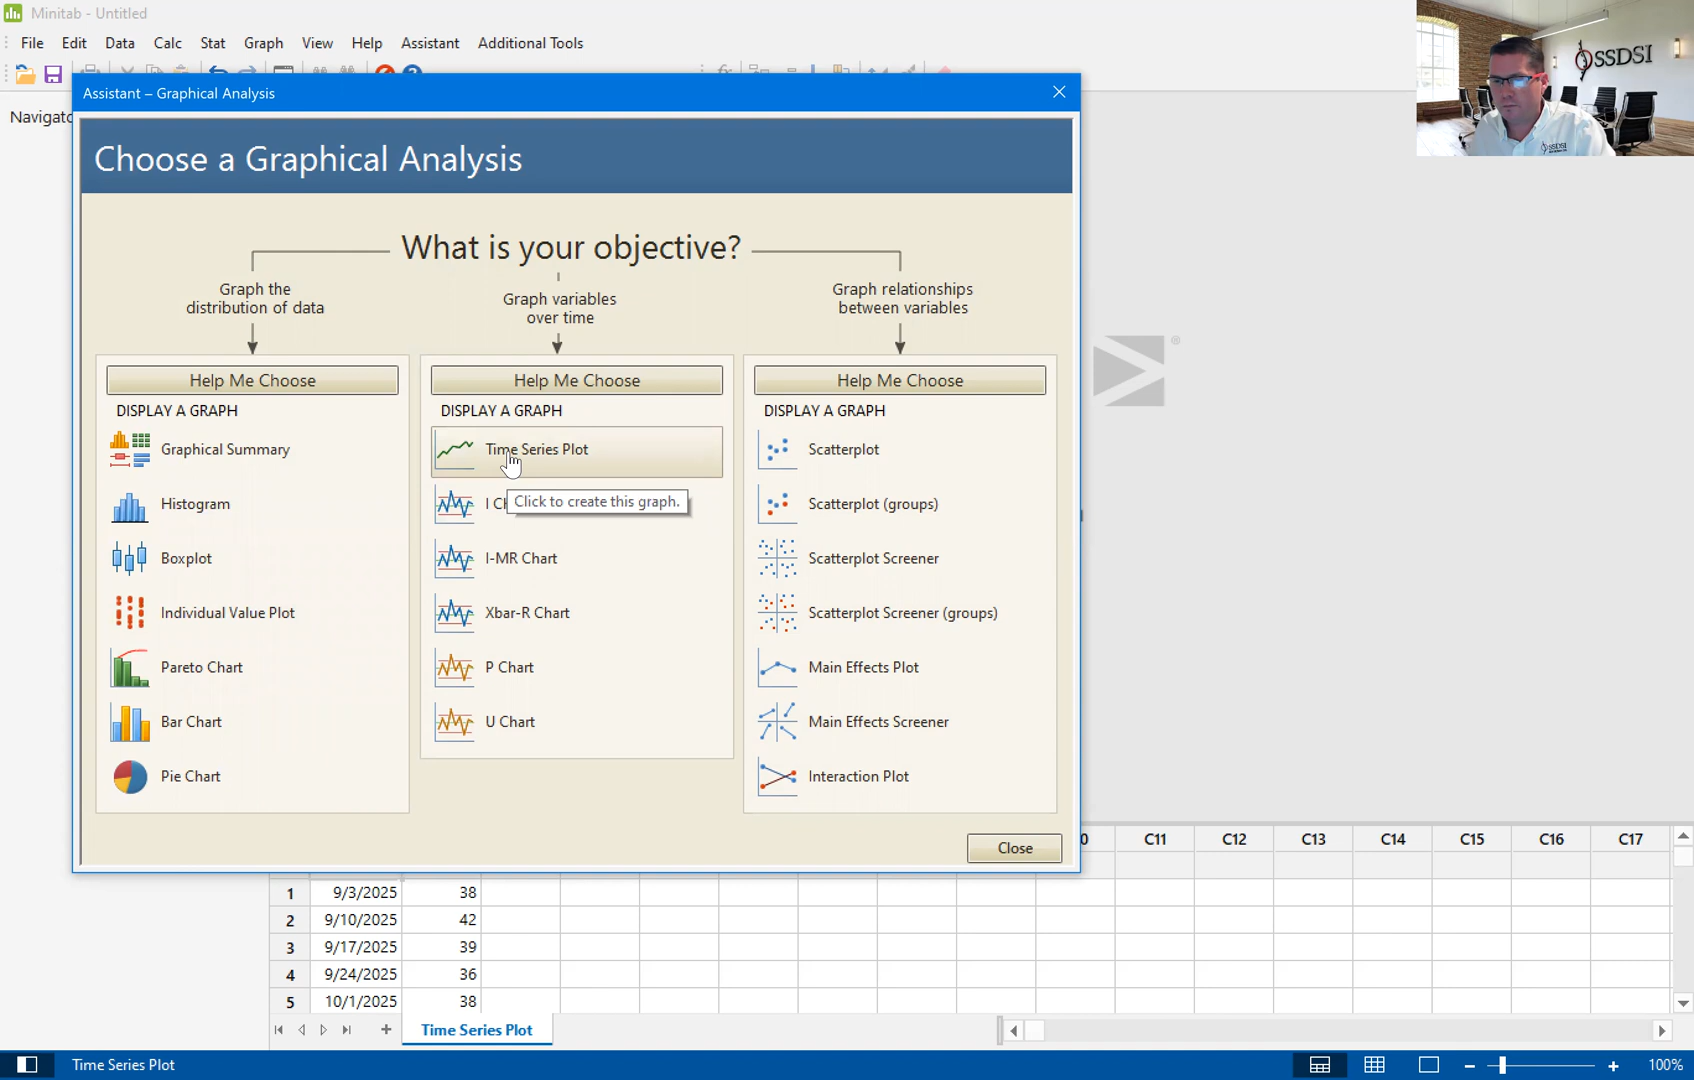 Minitab - Untitled
File Edit Data Calc Stat Graph View Help Assistant Additional Tools
SSDSI
Assistant – Graphical Analysis
Choose a Graphical Analysis
What is your objective?
Graph the
distribution of data
Graph variables
over time
Graph relationships
between variables
Help Me Choose
DISPLAY A GRAPH
Graphical Summary
Histogram
Boxplot
Individual Value Plot
Pareto Chart
Bar Chart
Pie Chart
Help Me Choose
DISPLAY A GRAPH
Time Series Plot
I Ch
Click to create this graph.
I-MR Chart
Xbar-R Chart
P Chart
U Chart
Help Me Choose
DISPLAY A GRAPH
Scatterplot
Scatterplot (groups)
Scatterplot Screener
Scatterplot Screener (groups)
Main Effects Plot
Main Effects Screener
Interaction Plot
Close
0 C11 C12 C13 C14 C15 C16 C17
1 9/3/2025 38
2 9/10/2025 42
3 9/17/2025 39
4 9/24/2025 36
5 10/1/2025 38
Time Series Plot
Time Series Plot
100%